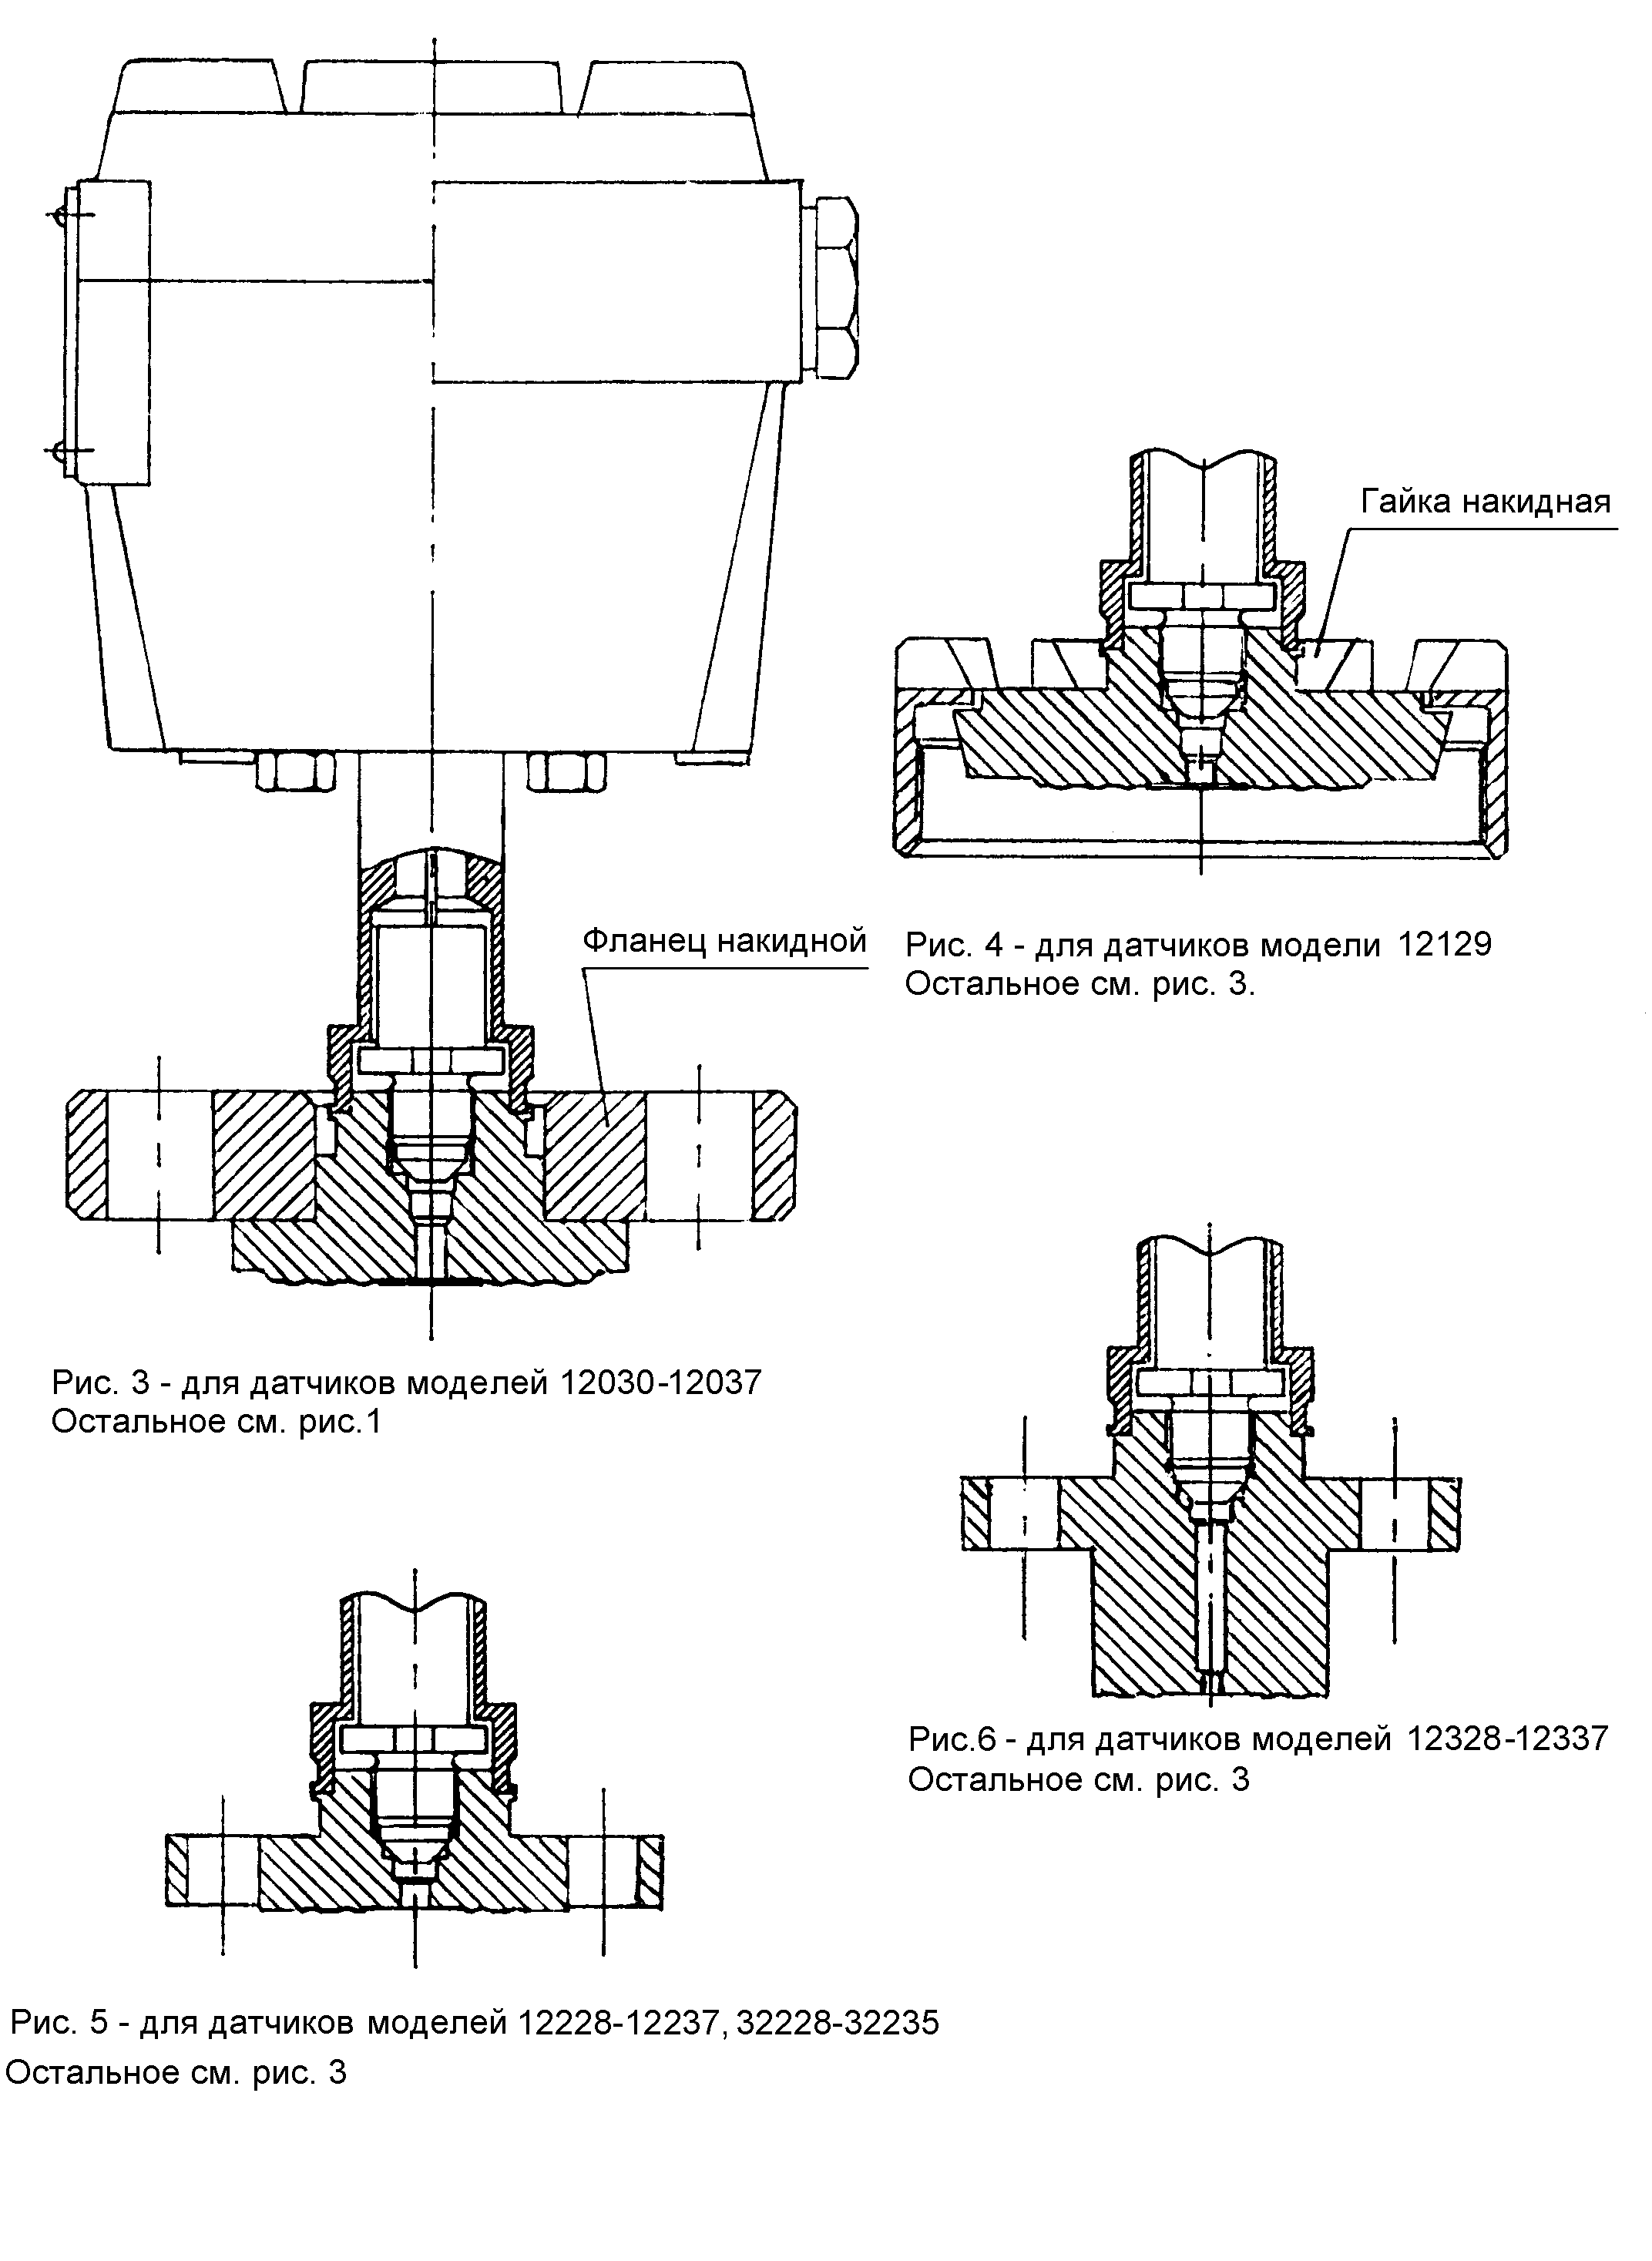 Гайка накидная
Фланец накидной
Рис. 4 - для датчиков модели 12129
Остальное см. рис. 3.
Рис. 3 - для датчиков моделей 12030-12037
Остальное см. рис.1
Рис.6 - для датчиков моделей 12328-12337
Остальное см. рис. 3
Рис. 5 - для датчиков моделей 12228-12237, 32228-32235
Остальное см. рис. 3